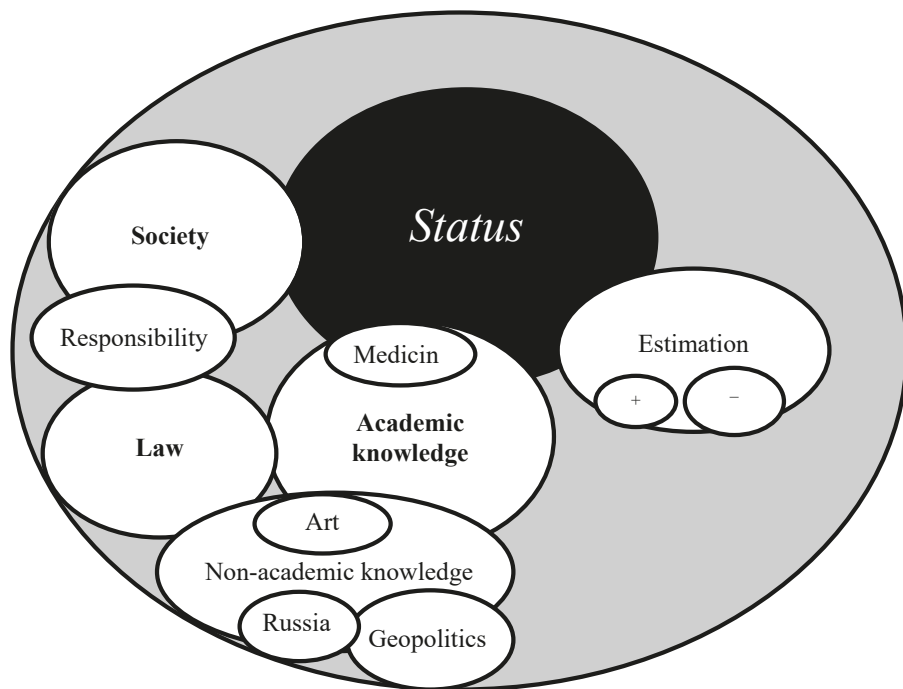 Status
Society
Responsibility
Estimation
Medicin
+
−
Academic
knowledge
Law
Art
Non-academic knowledge
Russia
Geopolitics